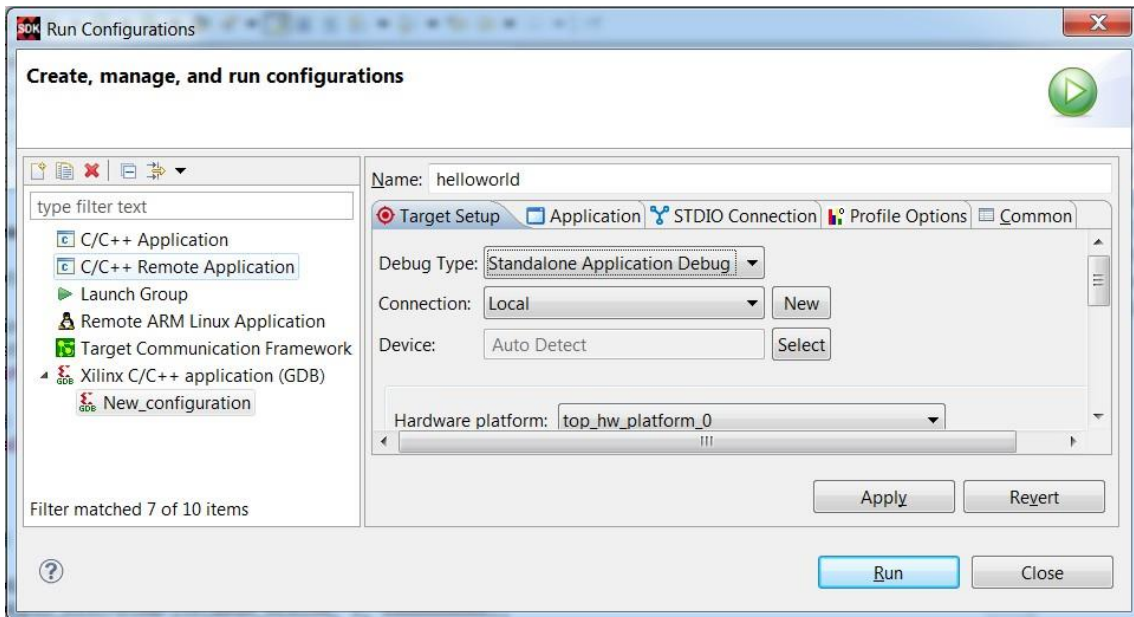 SDK Run Configurations
Create, manage, and run configurations
type filter text
C/C++ Application
C/C++ Remote Application
Launch Group
Remote ARM Linux Application
Target Communication Framework
Xilinx C/C++ application (GDB)
GDB New_configuration
Filter matched 7 of 10 items
Name: helloworld
Target Setup Application STDIO Connection Profile Options Common
Debug Type: Standalone Application Debug
Connection: Local New
Device: Auto Detect Select
Hardware platform: top_hw_platform_0
Apply Revert
Run Close